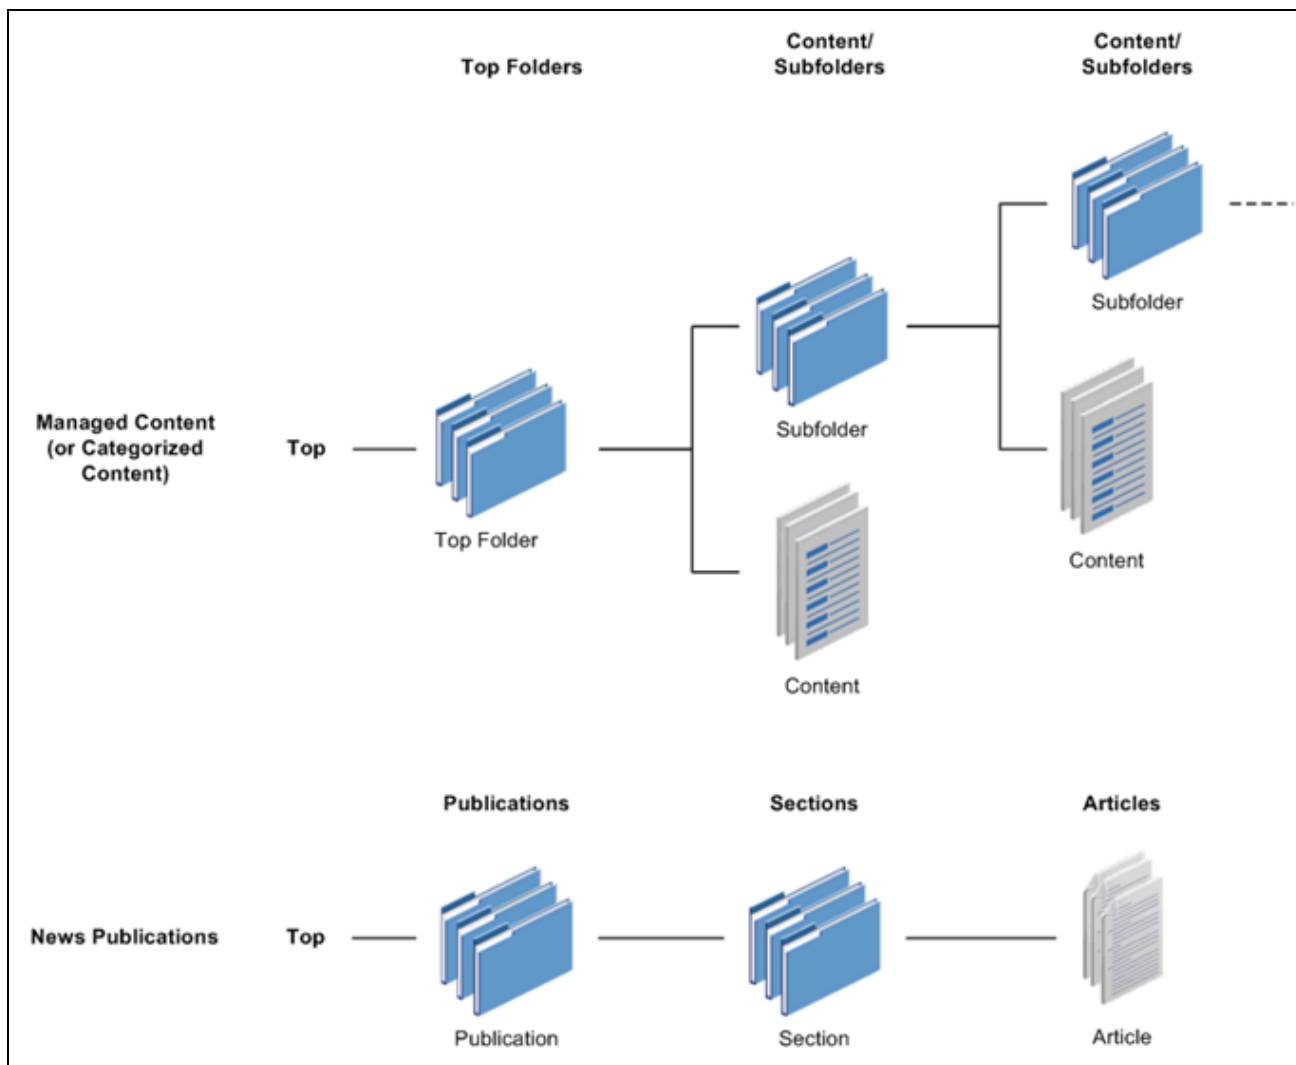 Top Folders
Content/
Subfolders
Content/
Subfolders
Subfolder
Subfolder
Managed Content
(or Categorized
Content)
Top
Top Folder
Content
Content
Publications
Sections
Articles
News Publications
Top
Publication
Section
Article